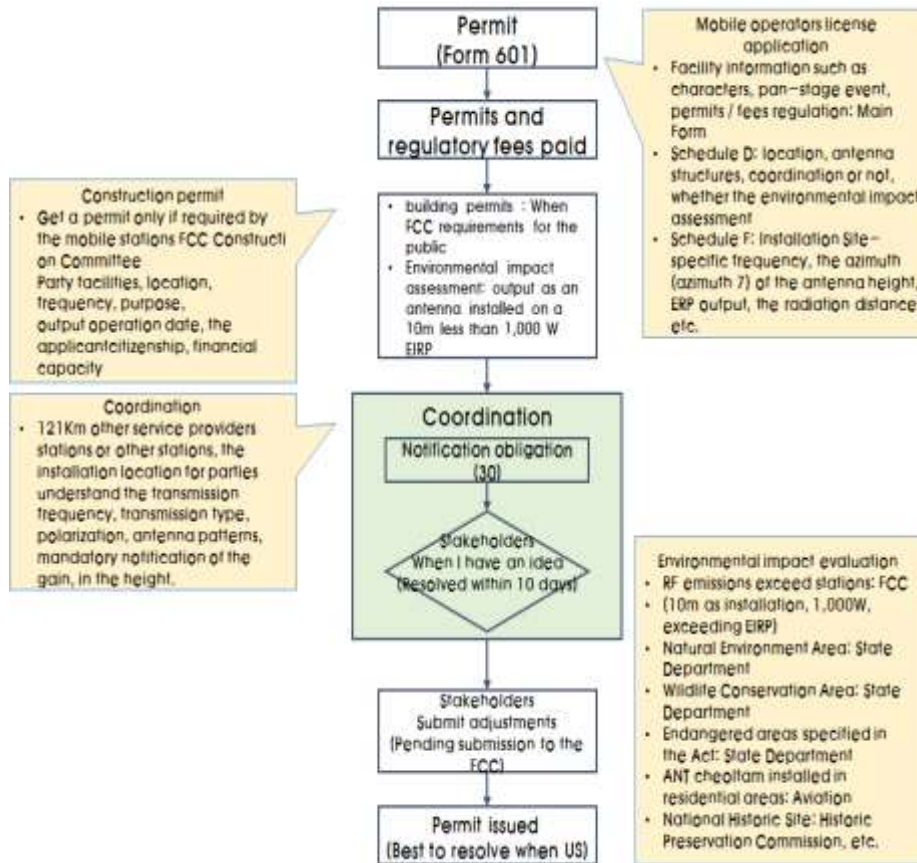 Permit
(Form 601)
Permits and
regulatory fees paid
Mobile operators license
application
• Facility information such as
characters, pan-stage event,
permits / fees regulation: Main
Form
• Schedule D: location, antenna
structures, coordination or not,
whether the environmental impact
assessment
• Schedule F: Installation Site-
specific frequency, the azimuth
(azimuth 7) of the antenna height,
ERP output, the radiation distance
etc.
Construction permit
• Get a permit only if required by
the mobile stations FCC Constructi
on Committee
Party facilities, location,
frequency, purpose,
output operation date, the
applicantcitizenship, financial
capacity
• building permits : When
FCC requirements for the
public
• Environmental impact
assessment: output as an
antenna installed on a
10m less than 1,000 W
EIRP
Coordination
• 121Km other service providers
stations or other stations, the
installation location for parties
understand the transmission
frequency, transmission type,
polarization, antenna patterns,
mandatory notification of the
gain, in the height,
Coordination
Notification obligation
(30)
Stakeholders
When I have an idea
(Resolved within 10 days)
Environmental impact evaluation
• RF emissions exceed stations: FCC
• (10m as installation, 1,000W,
exceeding EIRP)
• Natural Environment Area: State
Department
• Wildlife Conservation Area: State
Department
• Endangered areas specified in
the Act: State Department
• ANT cheoltam installed in
residential areas: Aviation
• National Historic Site: Historic
Preservation Commission, etc.
Stakeholders
Submit adjustments
(Pending submission to the
FCC)
Permit issued
(Best to resolve when US)